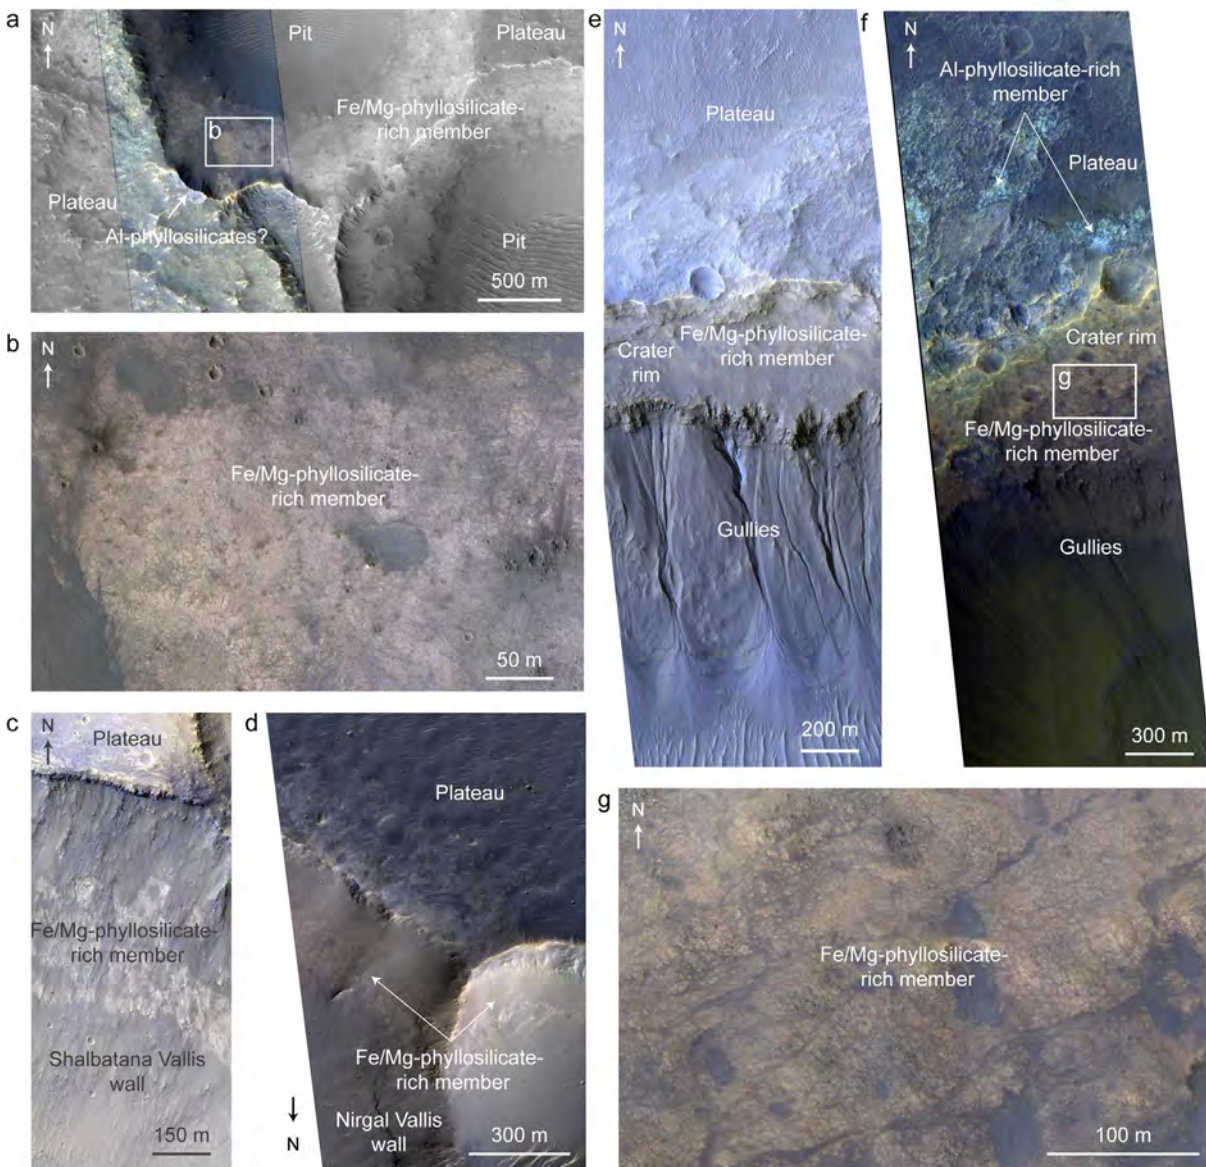 a
N
Pit
Plateau
Fe/Mg-phyllosilicate-
rich member
b
Plateau
Al-phyllosilicates?
Pit
500 m
b
N
Fe/Mg-phyllosilicate-
rich member
50 m
c
N
Plateau
Fe/Mg-phyllosilicate-
rich member
Shalbatana Vallis
wall
150 m
d
Plateau
Fe/Mg-phyllosilicate-
rich member
N
Nirgal Vallis
wall
300 m
e
N
Plateau
Fe/Mg-phyllosilicate-
rich member
Crater
rim
Gullies
200 m
f
N
Al-phyllosilicate-rich
member
Plateau
Crater rim
g
Fe/Mg-phyllosilicate-
rich member
Gullies
300 m
g
N
Fe/Mg-phyllosilicate-
rich member
100 m